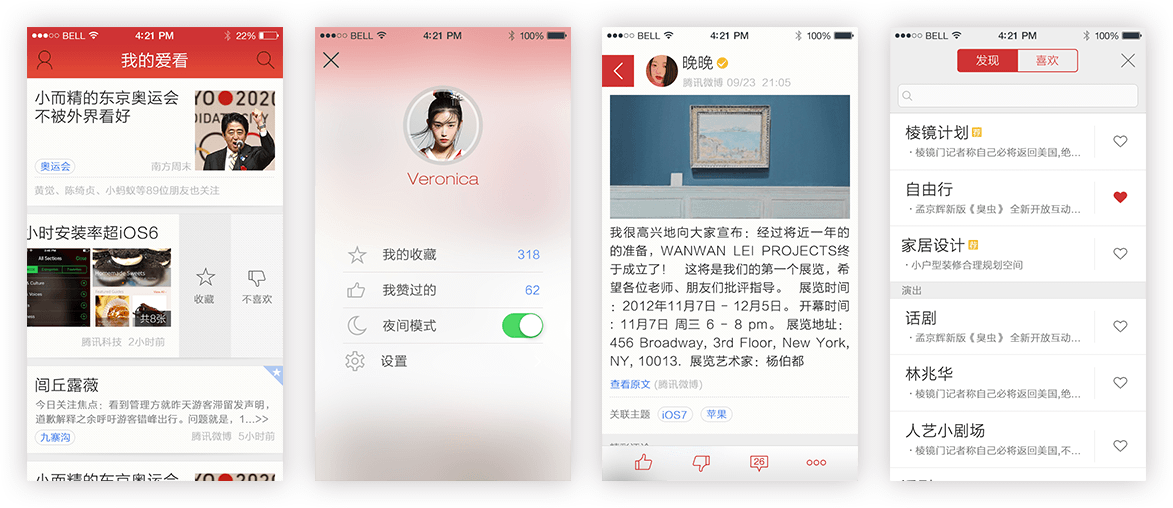 BELL 4:21 PM 22%
我的爱看
小而精的东京奥运会
不被外界看好
YO 2020
DIDATE CITY
奥运会 南方周末
黄觉、陈绮贞、小蚂蚁等89位朋友也关注
小时安装率超iOS6
All Sections
Homemade Sweets
共8张
腾讯科技 2小时前
收藏
不喜欢
闾丘露薇
今日关注焦点：看到管理方就昨天游客滞留发声明，
道歉解释之余呼吁游客错峰出行。问题就是，1...>>
九寨沟 腾讯微博 5小时前
小而精的东京奥运会
YO 2020
BELL 4:21 PM 100%
Veronica
我的收藏 318
我赞过的 62
夜间模式
设置
BELL 4:21 PM 100%
晚晚
腾讯微博 09/23 21:05
我很高兴地向大家宣布：经过将近一年的
的准备，WANWAN LEI PROJECTS终
于成立了！ 这将是我们的第一个展览，希
望各位老师、朋友们批评指导。 展览时间
：2012年11月7日 - 12月5日。 开幕时间
：11月7日 周三 6 - 8 pm。 展览地址:
456 Broadway, 3rd Floor, New York,
NY, 10013. 展览艺术家：杨伯都
查看原文 (腾讯微博)
关联主题 iOS7 苹果
26
BELL 4:21 PM 100%
发现 喜欢
棱镜计划 荐
· 棱镜门记者称自己必将返回美国,绝...
自由行
· 孟京辉新版《臭虫》 全新开放互动...
家居设计 荐
· 小户型装修合理规划空间
演出
话剧
· 孟京辉新版《臭虫》 全新开放互动...
林兆华
· 棱镜门记者称自己必将返回美国,绝...
人艺小剧场
· 棱镜门记者称自己必将返回美国,不...